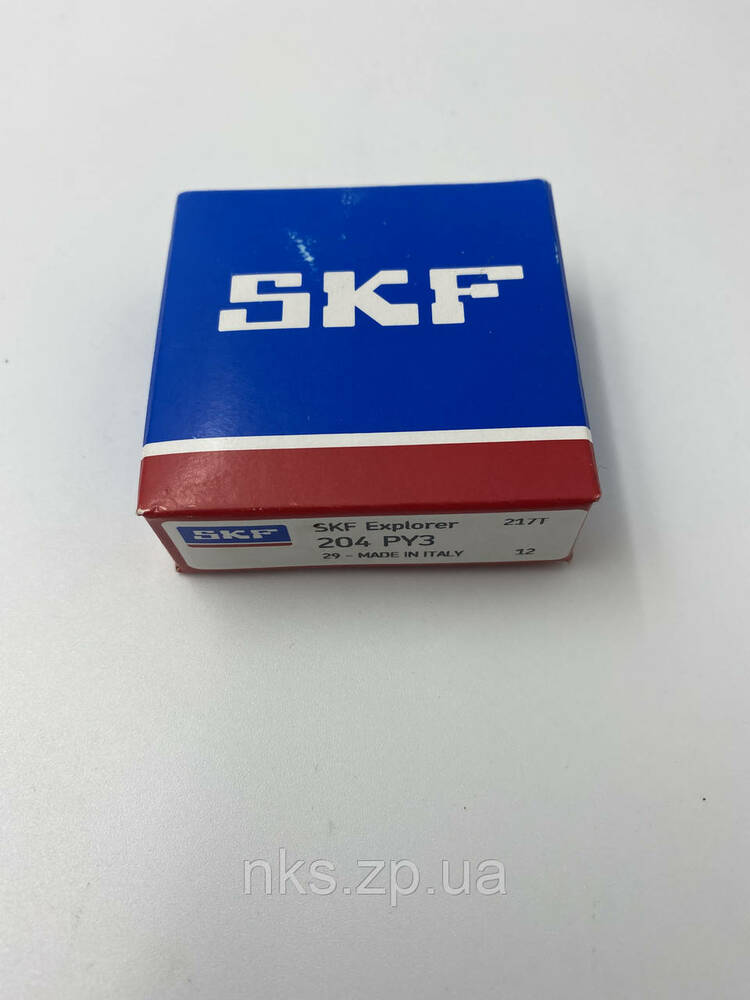 SKF
SKF
SKF Explorer 217T
204 PY3
29 - MADE IN ITALY 12
nks.zp.ua